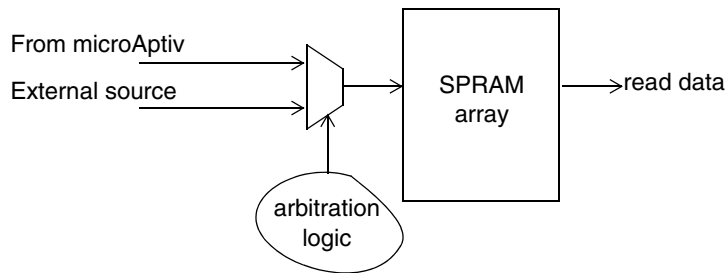 From microAptiv
External source
SPRAM
array
read data
arbitration
logic